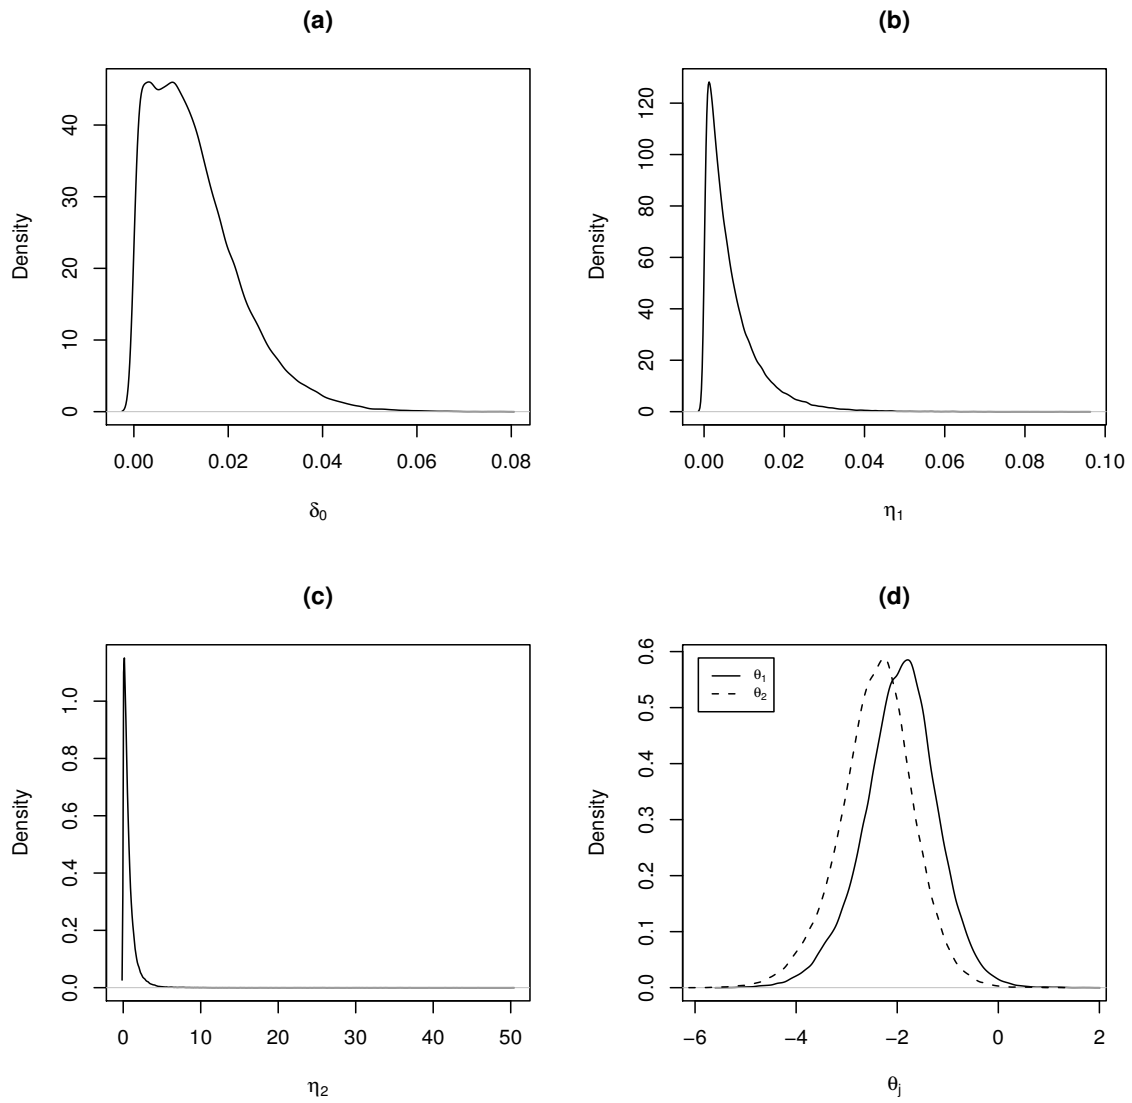 (a)
Density
0 10 20 30 40
0.00 0.02 0.04 0.06 0.08
δ0
(b)
Density
0 20 40 60 80 100 120
0.00 0.02 0.04 0.06 0.08 0.10
η1
(c)
Density
0.0 0.2 0.4 0.6 0.8 1.0
0 10 20 30 40 50
η2
(d)
Density
0.0 0.1 0.2 0.3 0.4 0.5 0.6
θ1
θ2
−6 −4 −2 0 2
θj